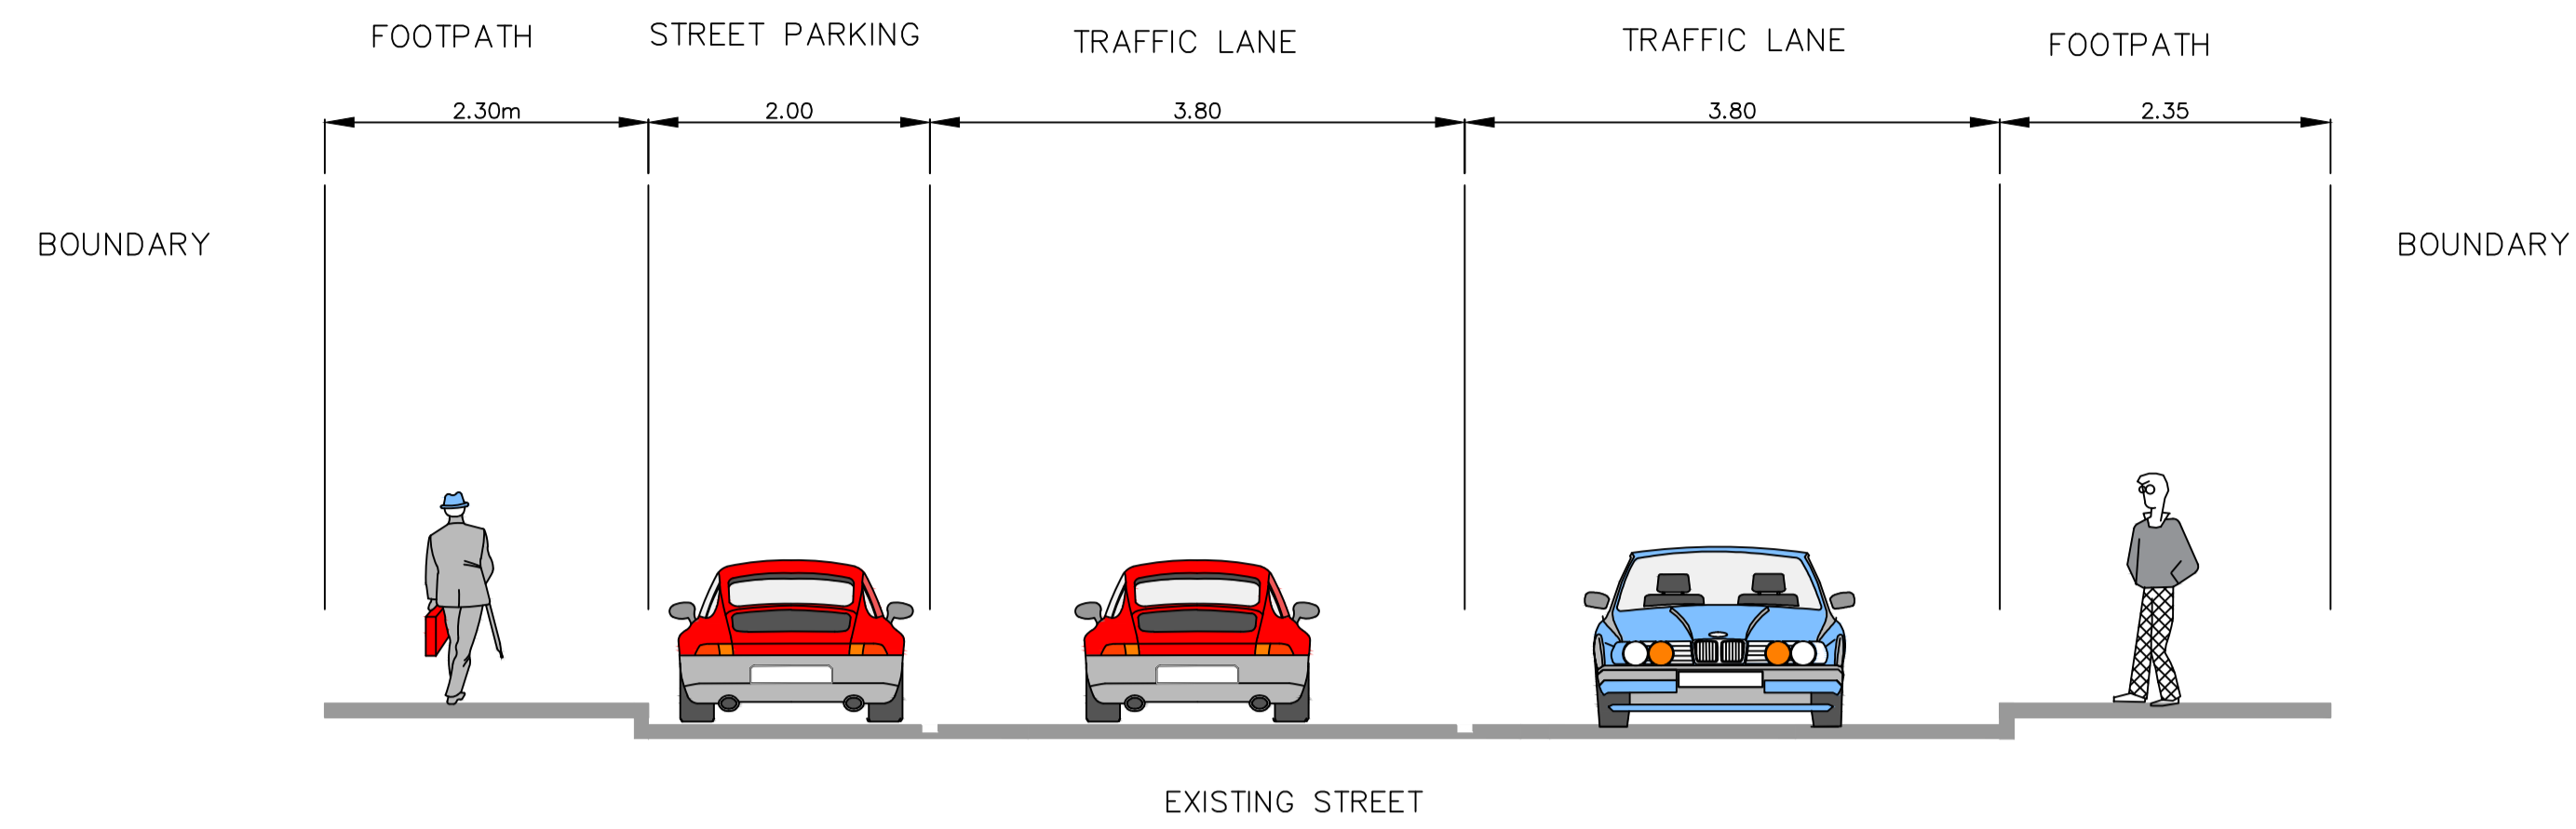 FOOTPATH
STREET PARKING
TRAFFIC LANE
TRAFFIC LANE
FOOTPATH
2.30m
2.00
3.80
3.80
2.35
BOUNDARY
BOUNDARY
EXISTING STREET